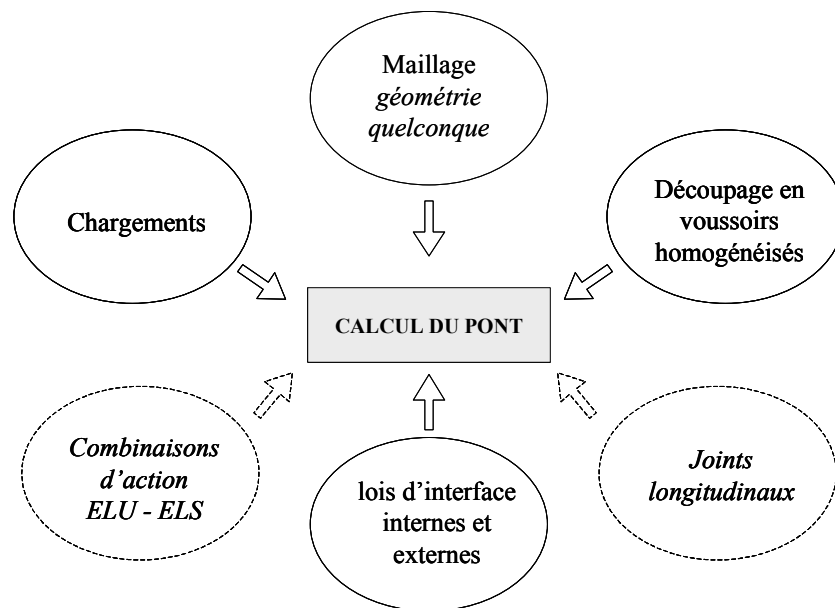 Maillage
géométrie
quelconque
Chargements
Découpage en
voussoirs
homogénéisés
CALCUL DU PONT
Combinaisons
d'action
ELU - ELS
lois d'interface
internes et
externes
Joints
longitudinaux